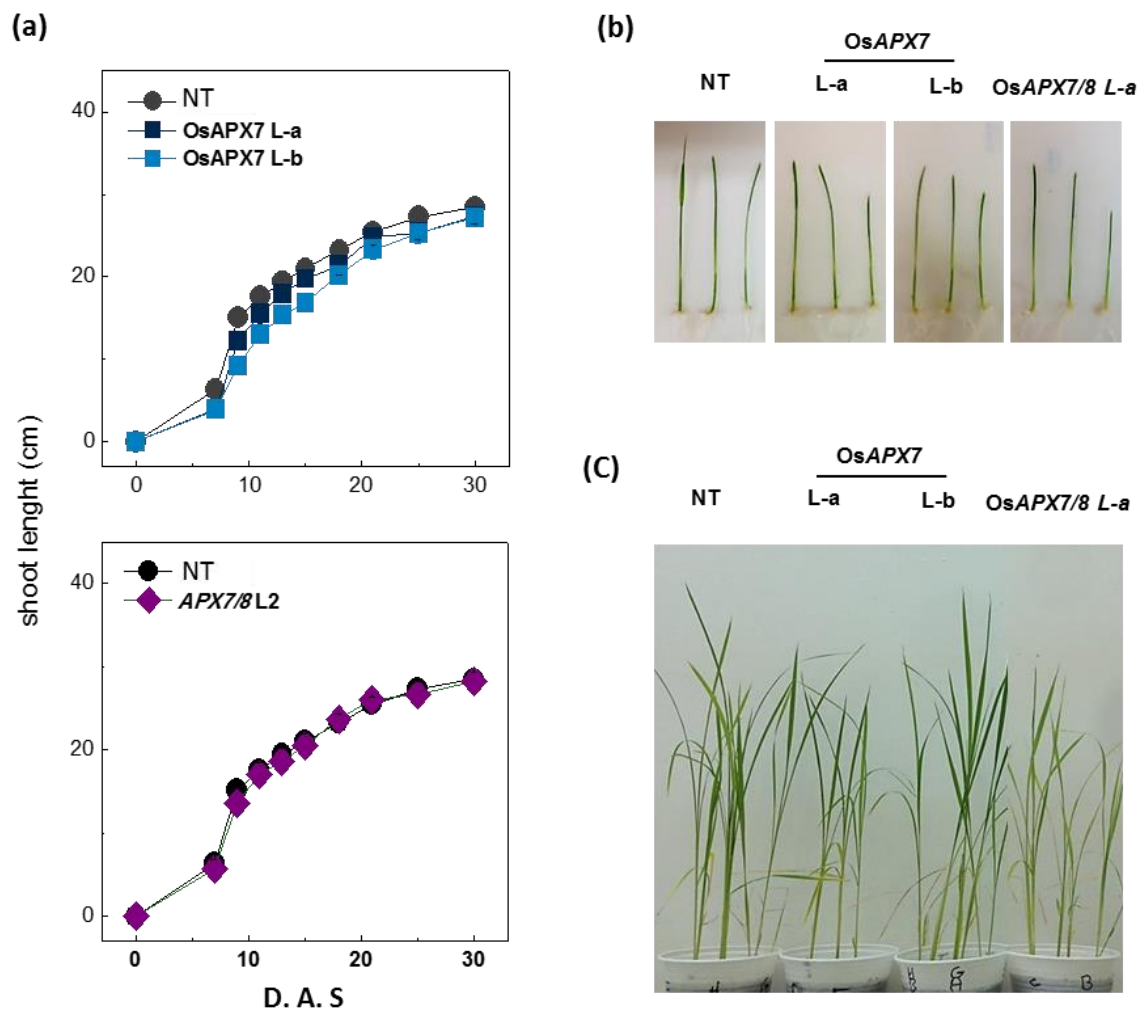 (a)
NT
OsAPX7 L-a
OsAPX7 L-b
40
20
0
0 10 20 30
shoot lenght (cm)
NT
APX7/8 L2
40
20
0
0 10 20 30
D. A. S
(b)
OsAPX7
NT L-a L-b OsAPX7/8 L-a
(C)
OsAPX7
NT L-a L-b OsAPX7/8 L-a
H
G
A
C B